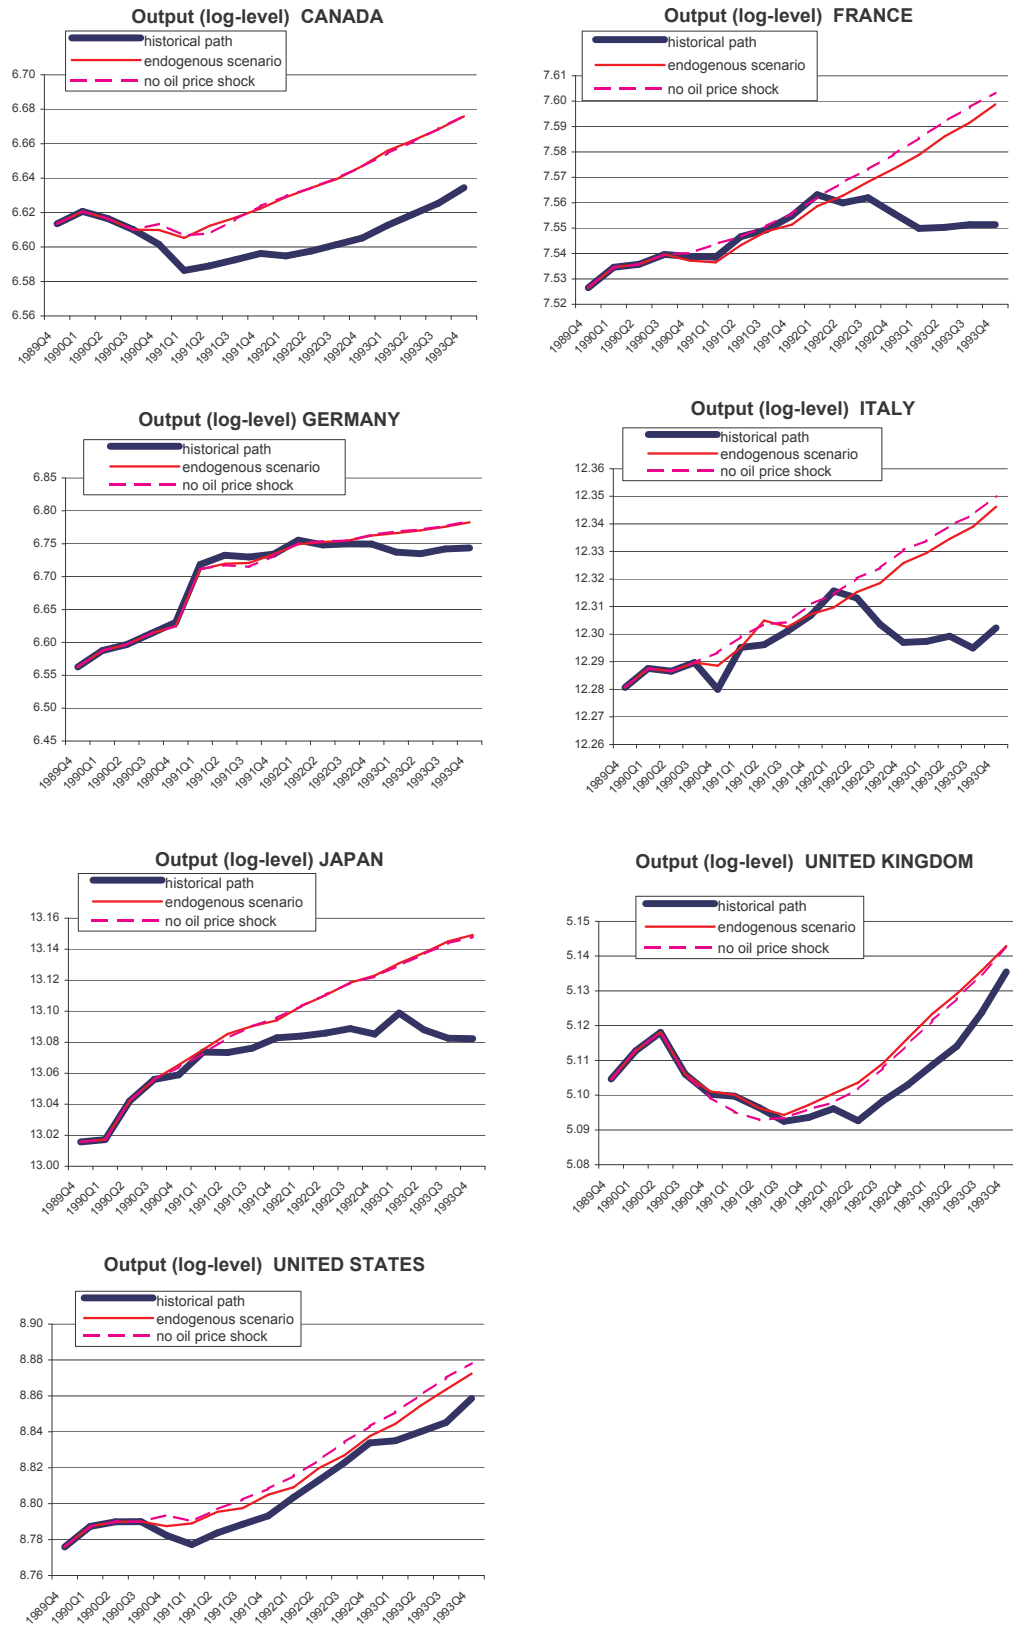 Output (log-level)  CANADA
historical path
endogenous scenario
no oil price shock
6.70
6.68
6.66
6.64
6.62
6.60
6.58
6.56
1989Q4
1990Q1
1990Q2
1990Q3
1990Q4
1991Q1
1991Q2
1991Q3
1991Q4
1992Q1
1992Q2
1992Q3
1992Q4
1993Q1
1993Q2
1993Q3
1993Q4
Output (log-level)  FRANCE
historical path
endogenous scenario
no oil price shock
7.61
7.60
7.59
7.58
7.57
7.56
7.55
7.54
7.53
7.52
1989Q4
1990Q1
1990Q2
1990Q3
1990Q4
1991Q1
1991Q2
1991Q3
1991Q4
1992Q1
1992Q2
1992Q3
1992Q4
1993Q1
1993Q2
1993Q3
1993Q4
Output (log-level) GERMANY
historical path
endogenous scenario
no oil price shock
6.85
6.80
6.75
6.70
6.65
6.60
6.55
6.50
6.45
1989Q4
1990Q1
1990Q2
1990Q3
1990Q4
1991Q1
1991Q2
1991Q3
1991Q4
1992Q1
1992Q2
1992Q3
1992Q4
1993Q1
1993Q2
1993Q3
1993Q4
Output (log-level)  ITALY
historical path
endogenous scenario
no oil price shock
12.36
12.35
12.34
12.33
12.32
12.31
12.30
12.29
12.28
12.27
12.26
1989Q4
1990Q1
1990Q2
1990Q3
1990Q4
1991Q1
1991Q2
1991Q3
1991Q4
1992Q1
1992Q2
1992Q3
1992Q4
1993Q1
1993Q2
1993Q3
1993Q4
Output (log-level) JAPAN
historical path
endogenous scenario
no oil price shock
13.16
13.14
13.12
13.10
13.08
13.06
13.04
13.02
13.00
1989Q4
1990Q1
1990Q2
1990Q3
1990Q4
1991Q1
1991Q2
1991Q3
1991Q4
1992Q1
1992Q2
1992Q3
1992Q4
1993Q1
1993Q2
1993Q3
1993Q4
Output (log-level)  UNITED KINGDOM
historical path
endogenous scenario
no oil price shock
5.15
5.14
5.13
5.12
5.11
5.10
5.09
5.08
1989Q4
1990Q1
1990Q2
1990Q3
1990Q4
1991Q1
1991Q2
1991Q3
1991Q4
1992Q1
1992Q2
1992Q3
1992Q4
1993Q1
1993Q2
1993Q3
1993Q4
Output (log-level)  UNITED STATES
historical path
endogenous scenario
no oil price shock
8.90
8.88
8.86
8.84
8.82
8.80
8.78
8.76
1989Q4
1990Q1
1990Q2
1990Q3
1990Q4
1991Q1
1991Q2
1991Q3
1991Q4
1992Q1
1992Q2
1992Q3
1992Q4
1993Q1
1993Q2
1993Q3
1993Q4